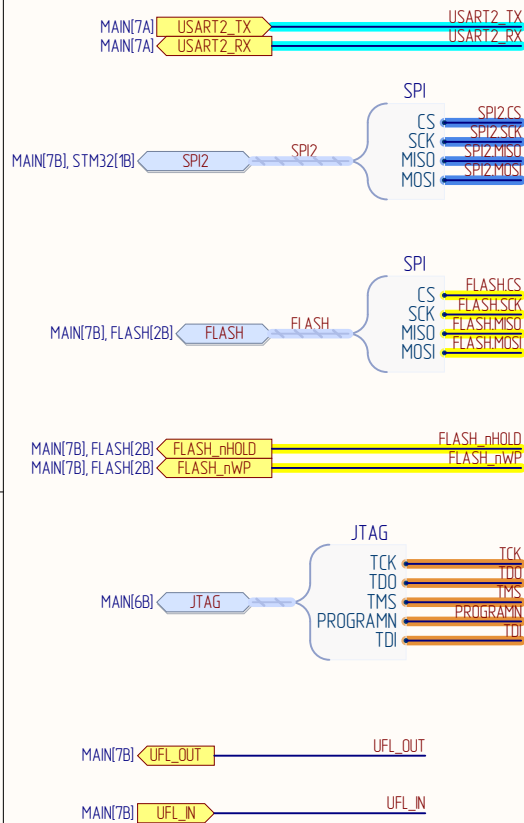 MAIN[7A] USART2_TX USART2_TX
MAIN[7A] USART2_RX USART2_RX
SPI
CS SPI2.CS
SCK SPI2.SCK
MAIN[7B], STM32[1B] SPI2 SPI2 MISO SPI2.MISO
MOSI SPI2.MOSI
SPI
CS FLASH.CS
SCK FLASH.SCK
MAIN[7B], FLASH[2B] FLASH FLASH MISO FLASH.MISO
MOSI FLASH.MOSI
MAIN[7B], FLASH[2B] FLASH_nHOLD FLASH_nHOLD
MAIN[7B], FLASH[2B] FLASH_nWP FLASH_nWP
JTAG
TCK TCK
TDO TDO
MAIN[6B] JTAG TMS TMS
PROGRAMN PROGRAMN
TDI TDI
MAIN[7B] UFL_OUT UFL_OUT
MAIN[7B] UFL_IN UFL_IN